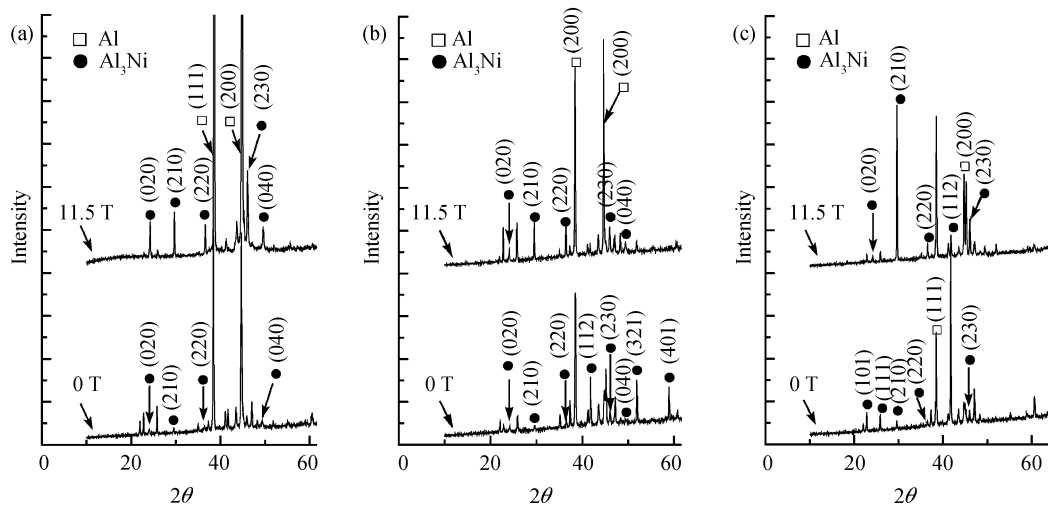 (a)
□ Al
● Al₃Ni
(111)
(200)
(230)
(020)
(210)
(220)
(040)
11.5 T
Intensity
(020)
(210)
(220)
(040)
0 T
0 20 40 60
2θ
(b)
□ Al
● Al₃Ni
(200)
(200)
(020)
(210)
(220)
(230)
(040)
11.5 T
Intensity
(020)
(210)
(220)
(112)
(230)
(040)
(321)
(401)
0 T
0 20 40 60
2θ
(c)
□ Al
● Al₃Ni
(210)
(020)
(220)
(112)
(200)
(230)
11.5 T
Intensity
(101)
(111)
(210)
(220)
(111)
(230)
0 T
0 20 40 60
2θ